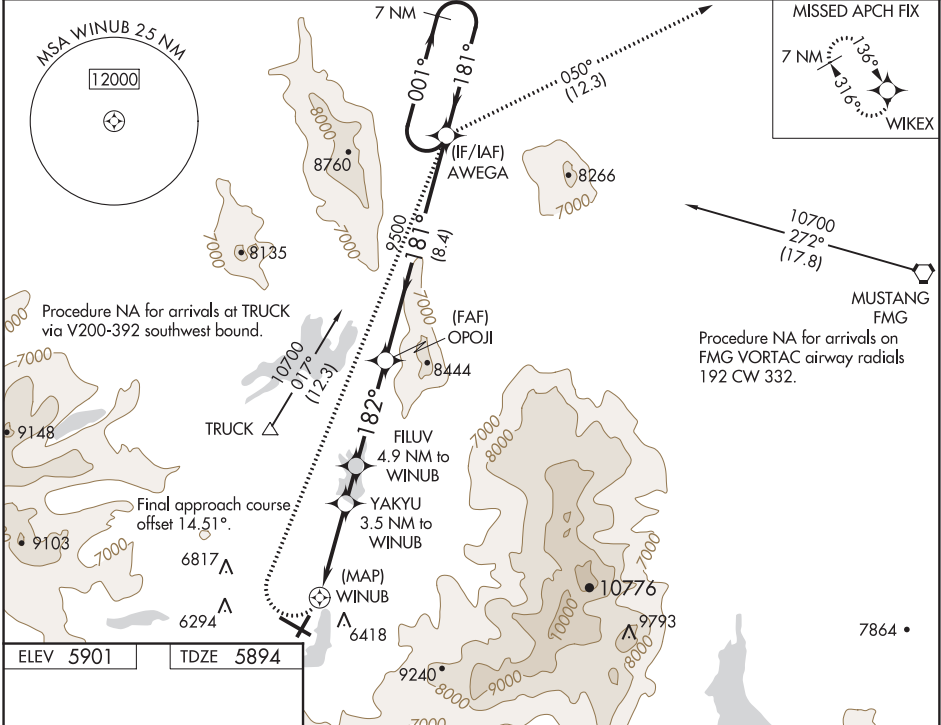 MSA WINUB 25 NM
12000
7 NM
001°
181°
050°
(12.3)
MISSED APCH FIX
7 NM
136°
316°
WIKEX
(IF/IAF)
AWEGA
8000
8760
7000
8266
7000
7000
8135
9500
181°
(8.4)
10700
272°
(17.8)
MUSTANG
FMG
Procedure NA for arrivals at TRUCK
via V200-392 southwest bound.
Procedure NA for arrivals on
FMG VORTAC airway radials
192 CW 332.
7000
7000
7000
(FAF)
OPOJI
8444
10700
017°
(12.3)
TRUCK
182°
9148
7000
8000
FILUV
4.9 NM to
WINUB
YAKYU
3.5 NM to
WINUB
Final approach course
offset 14.51°.
9103
7000
6817
6294
(MAP)
WINUB
6418
7000
10776
10000
9793
8000
7864
9240
8000
9000
7000
ELEV 5901
TDZE 5894